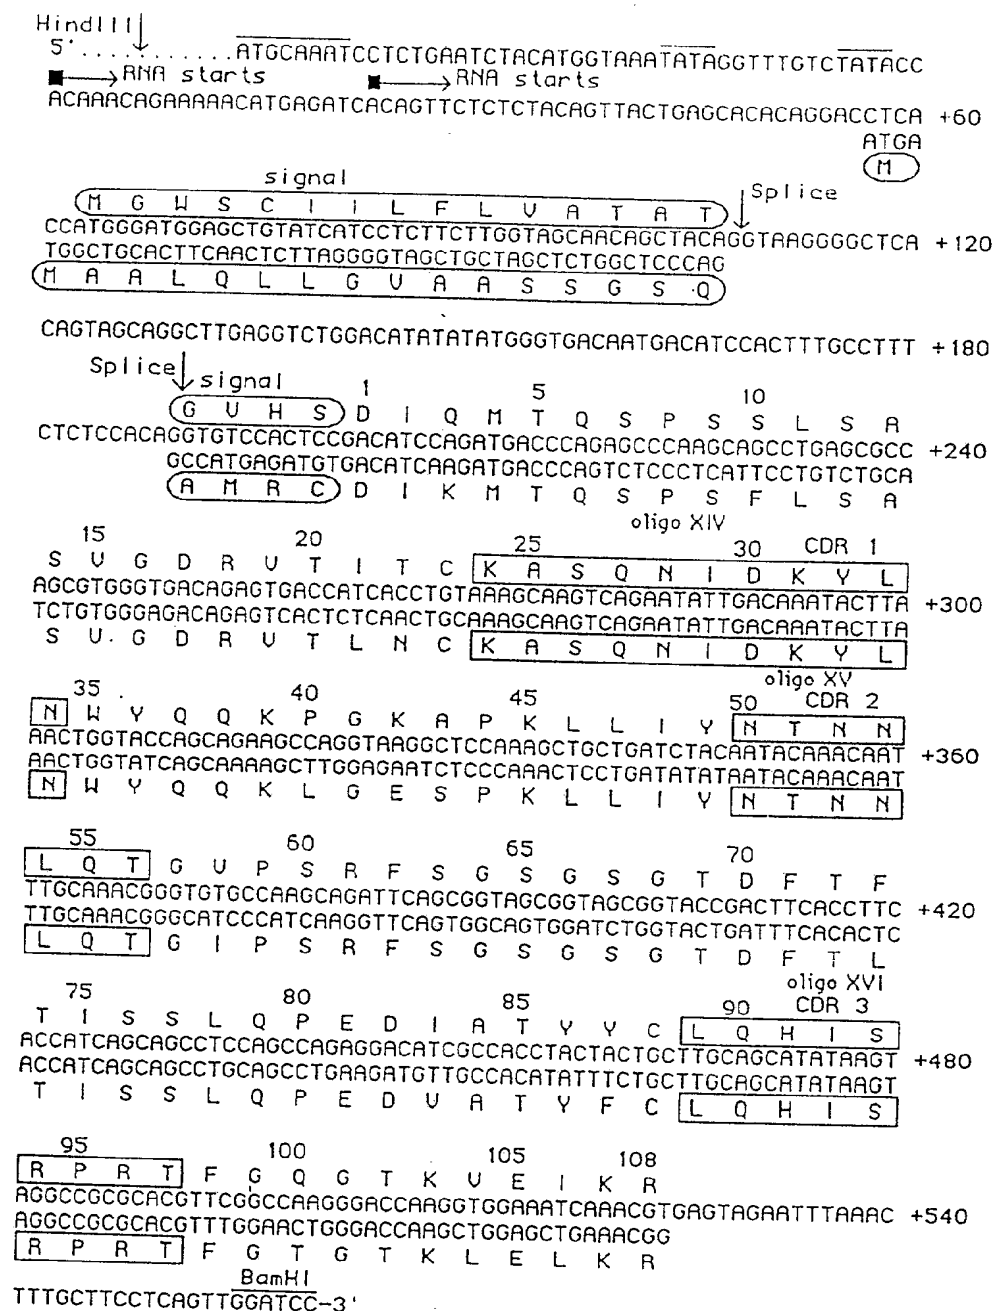 HindIII
5'...........ATGCAAATCCTCTGAATCTACATGGTAAATATAGGTTTGTCTATACC
RNA starts RNA starts
ACAAACAGAAAAACATGAGATCACAGTTCTCTCTACAGTTACTGAGCACACAGGACCTCA +60
ATGA
M
signal Splice
M G W S C I I L F L V A T A T
CCATGGGATGGAGCTGTATCATCCTCTTCTTGGTAGCAACAGCTACAGGTAAGGGGCTCA +120
TGGCTGCACTTCAACTCTTAGGGGTAGCTGCTAGCTCTGGCTCCCAG
M A A L Q L L G V A A S S G S Q
CAGTAGCAGGCTTGAGGTCTGGACATATATATGGGTGACAATGACATCCACTTTGCCTTT +180
Splice signal 1 5 10
G V H S D I Q M T Q S P S S L S A
CTCTCCACAGGTGTCCACTCCGACATCCAGATGACCCAGAGCCCAAGCAGCCTGAGCGCC +240
GCCATGAGATGTGACATCAAGATGACCCAGTCTCCCTCATTCCTGTCTGCA
A M R C D I K M T Q S P S F L S A
oligo XIV
15 20 25 30 CDR 1
S V G D R V T I T C K A S Q N I D K Y L
AGCGTGGGTGACAGAGTGACCATCACCTGTAAAGCAAGTCAGAATATTGACAAATACTTA +300
TCTGTGGGAGACAGAGTCACTCTCAACTGCAAAGCAAGTCAGAATATTGACAAATACTTA
S V G D R V T L N C K A S Q N I D K Y L
oligo XV
35 40 45 50 CDR 2
N W Y Q Q K P G K A P K L L I Y N T N N
AACTGGTACCAGCAGAAGCCAGGTAAGGCTCCAAAGCTGCTGATCTACAATACAAACAAT +360
AACTGGTATCAGCAAAAGCTTGGAGAATCTCCCAAACTCCTGATATATAATACAAACAAT
N W Y Q Q K L G E S P K L L I Y N T N N
55 60 65 70
L Q T G V P S R F S G S G S G T D F T F
TTGCAAACGGGTGTGCCAAGCAGATTCAGCGGTAGCGGTAGCGGTACCGACTTCACCTTC +420
TTGCAAACGGGCATCCCATCAAGGTTCAGTGGCAGTGGATCTGGTACTGATTTCACACTC
L Q T G I P S R F S G S G S G T D F T L
oligo XVI
75 80 85 90 CDR 3
T I S S L Q P E D I A T Y Y C L Q H I S
ACCATCAGCAGCCTCCAGCCAGAGGACATCGCCACCTACTACTGCTTGCAGCATATAAGT +480
ACCATCAGCAGCCTGCAGCCTGAAGATGTTGCCACATATTTCTGCTTGCAGCATATAAGT
T I S S L Q P E D V A T Y F C L Q H I S
95 100 105 108
R P R T F G Q G T K V E I K R
AGGCCGCGCACGTTCGGCCAAGGGACCAAGGTGGAAATCAAACGTGAGTAGAATTTAAAC +540
AGGCCGCGCACGTTTGGAACTGGGACCAAGCTGGAGCTGAAACGG
R P R T F G T G T K L E L K R
BamHI
TTTGCTTCCTCAGTTGGATCC-3'